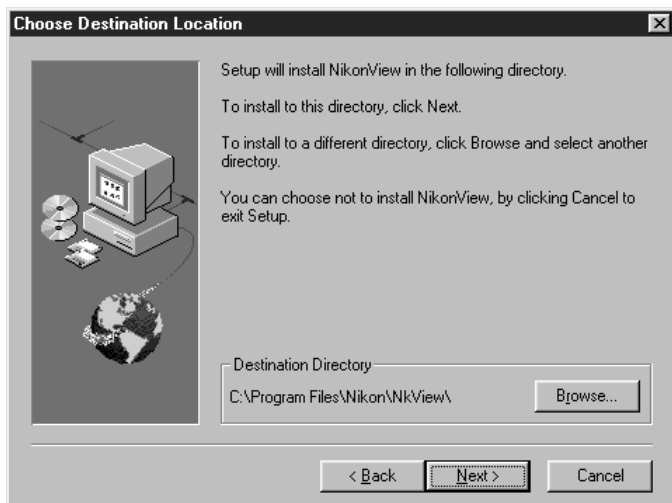 Choose Destination Location
Setup will install NikonView in the following directory.
To install to this directory, click Next.
To install to a different directory, click Browse and select another
directory.
You can choose not to install NikonView, by clicking Cancel to
exit Setup.
Destination Directory
C:\Program Files\Nikon\NkView\
Browse...
< Back
Next >
Cancel